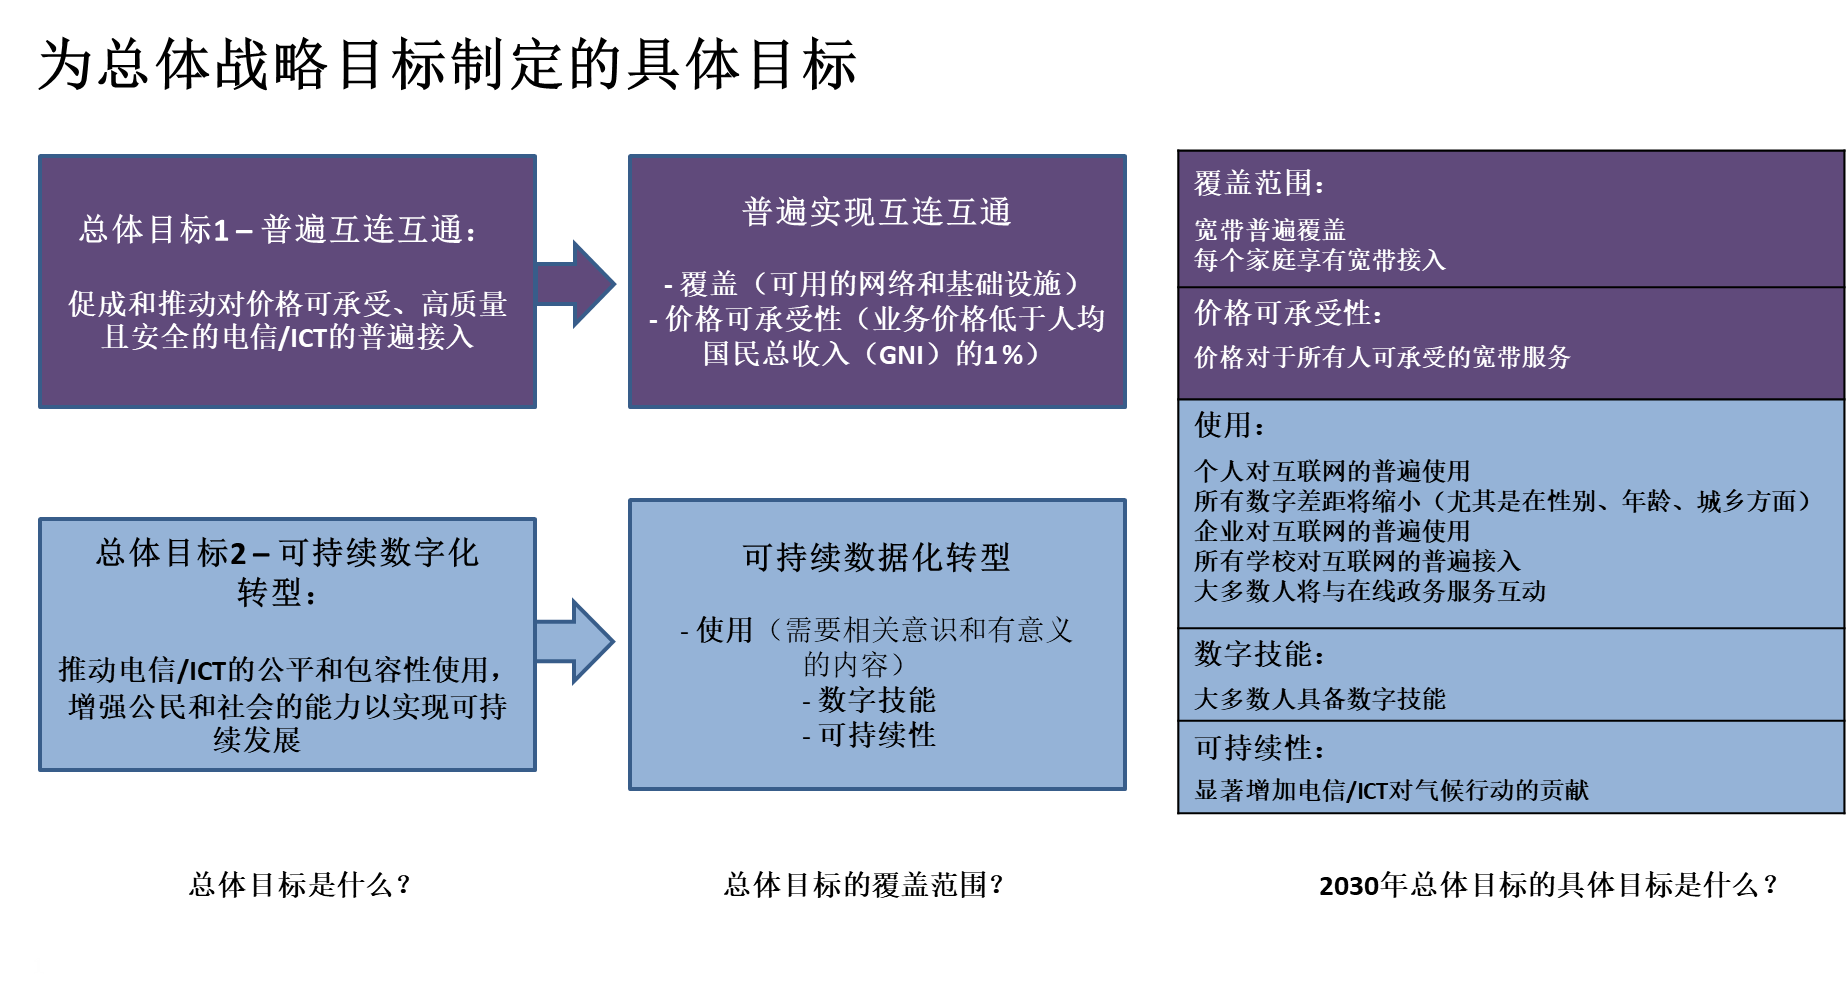 为总体战略目标制定的具体目标
总体目标1 – 普遍互连互通：
促成和推动对价格可承受、高质量
且安全的电信/ICT的普遍接入
普遍实现互连互通
- 覆盖（可用的网络和基础设施）
- 价格可承受性（业务价格低于人均
国民总收入（GNI）的1%）
覆盖范围：
宽带普遍覆盖
每个家庭享有宽带接入
价格可承受性：
价格对于所有人可承受的宽带服务
使用：
个人对互联网的普遍使用
所有数字差距将缩小（尤其是在性别、年龄、城乡方面）
企业对互联网的普遍使用
所有学校对互联网的普遍接入
大多数人将与在线政务服务互动
数字技能：
大多数人具备数字技能
可持续性：
显著增加电信/ICT对气候行动的贡献
总体目标2 – 可持续数字化
转型：
推动电信/ICT的公平和包容性使用，
增强公民和社会的能力以实现可持
续发展
可持续数据化转型
- 使用（需要相关意识和有意义
的内容）
- 数字技能
- 可持续性
总体目标是什么？
总体目标的覆盖范围？
2030年总体目标的具体目标是什么？